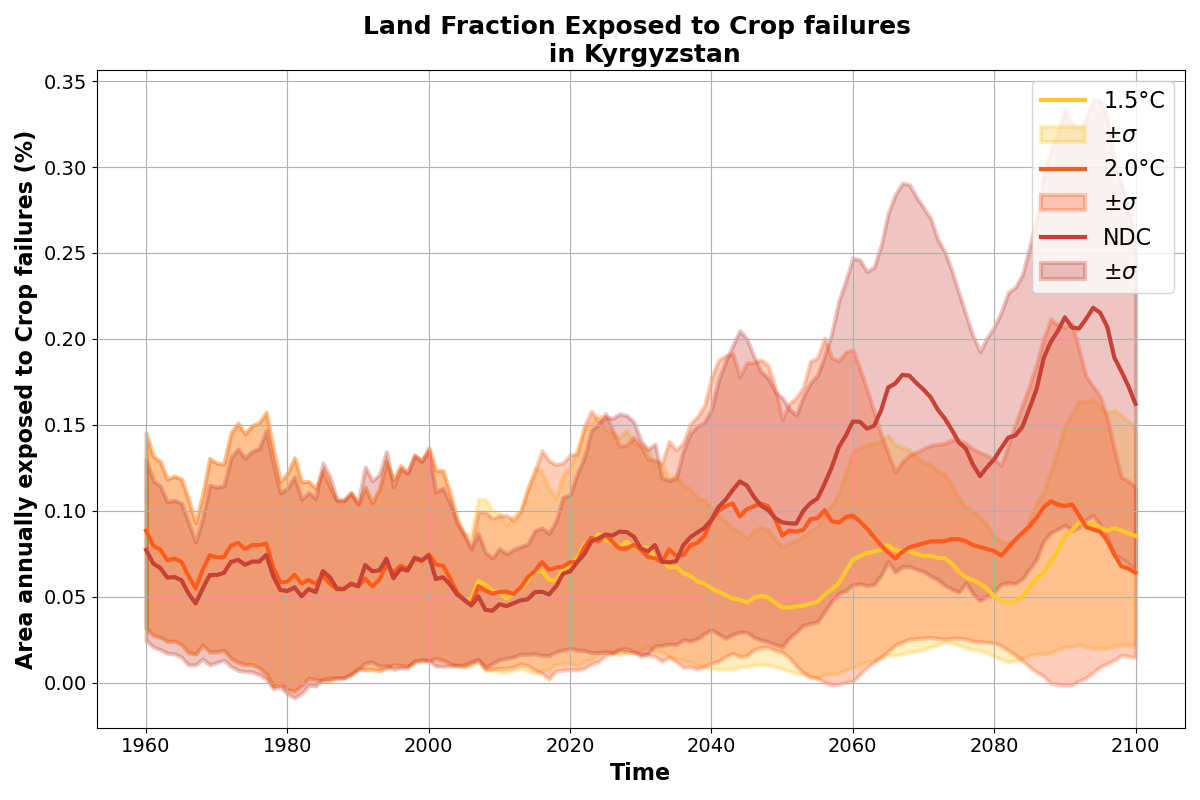 Land Fraction Exposed to Crop failures
in Kyrgyzstan
Area annually exposed to Crop failures (%)
0.35
0.30
0.25
0.20
0.15
0.10
0.05
0.00
1.5°C
±σ
2.0°C
±σ
NDC
±σ
1960
1980
2000
2020
2040
2060
2080
2100
Time